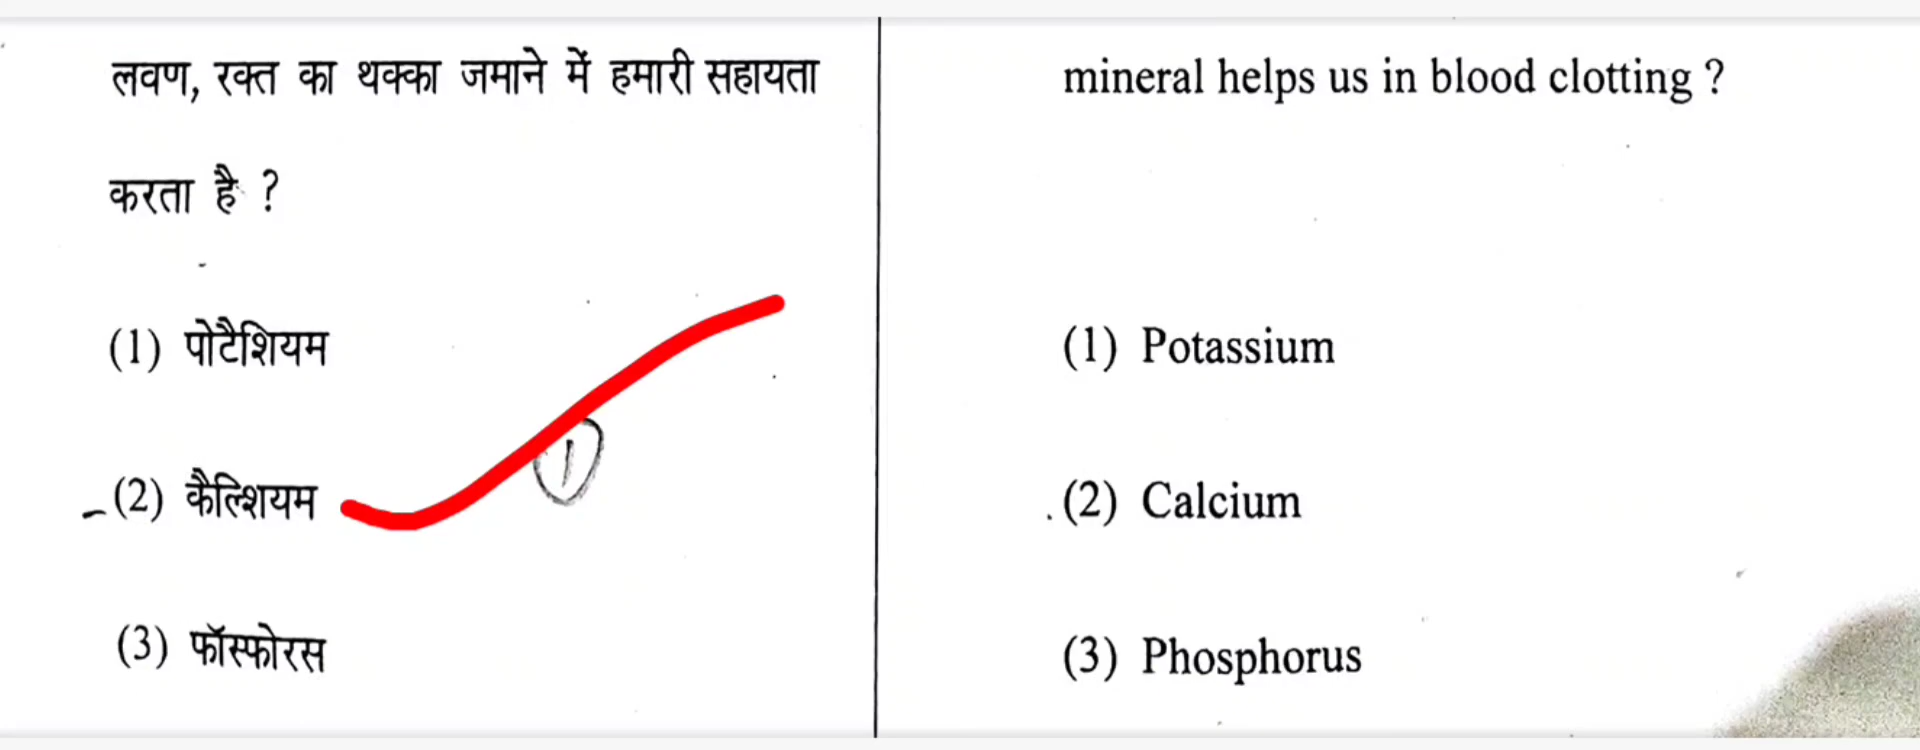 लवण, रक्त का थक्का जमाने में हमारी सहायता
करता है ?
(1) पोटैशियम
(2) कैल्शियम
1
(3) फॉस्फोरस
mineral helps us in blood clotting ?
(1) Potassium
(2) Calcium
(3) Phosphorus